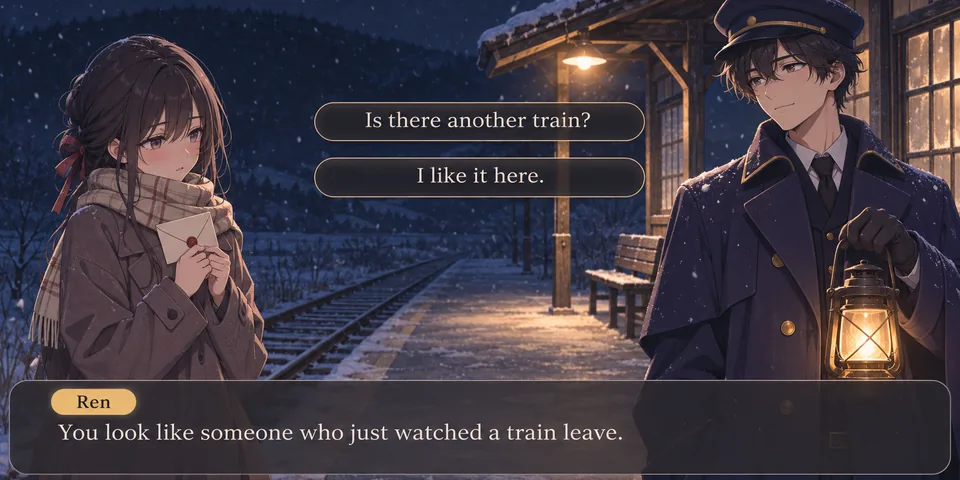 Is there another train?
I like it here.
Ren
You look like someone who just watched a train leave.